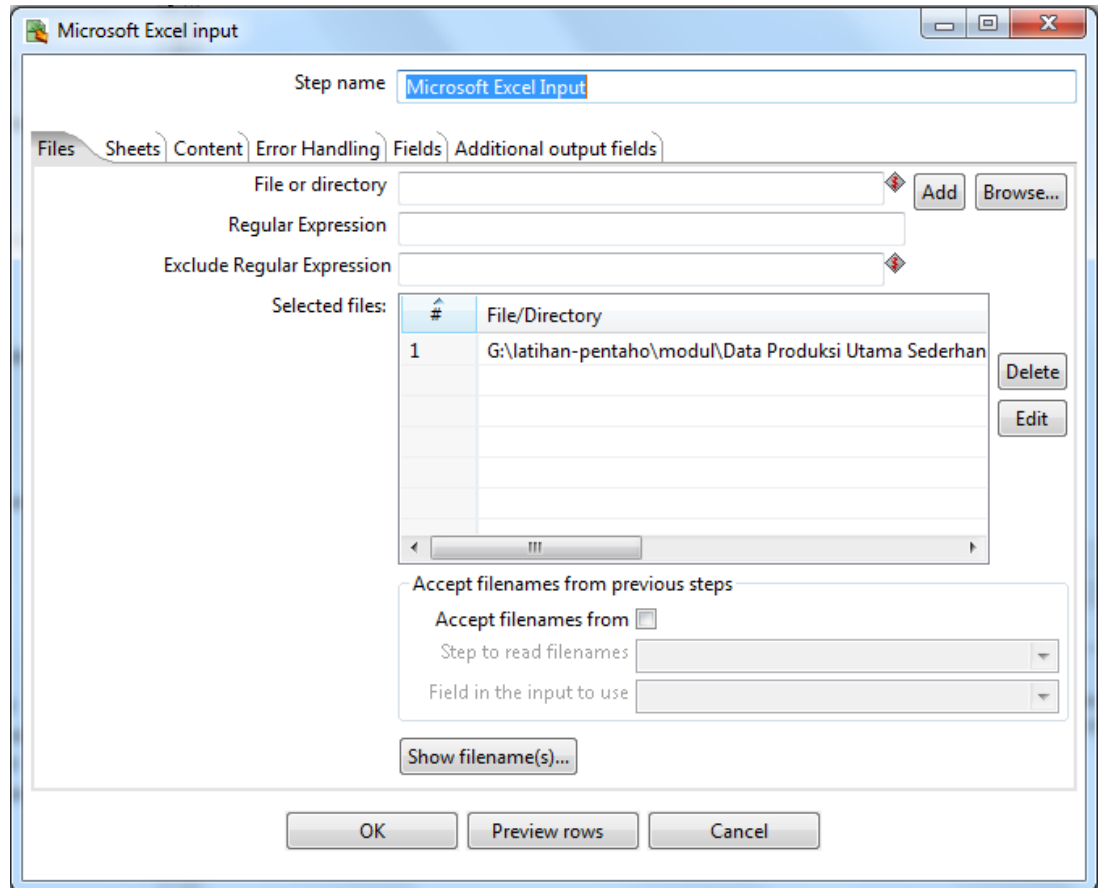 Microsoft Excel input
Step name Microsoft Excel Input
Files Sheets Content Error Handling Fields Additional output fields
File or directory Add Browse...
Regular Expression
Exclude Regular Expression
Selected files: # File/Directory
1 G:\latihan-pentaho\modul\Data Produksi Utama Sederhan
Delete
Edit
Accept filenames from previous steps
Accept filenames from
Step to read filenames
Field in the input to use
Show filename(s)...
OK Preview rows Cancel